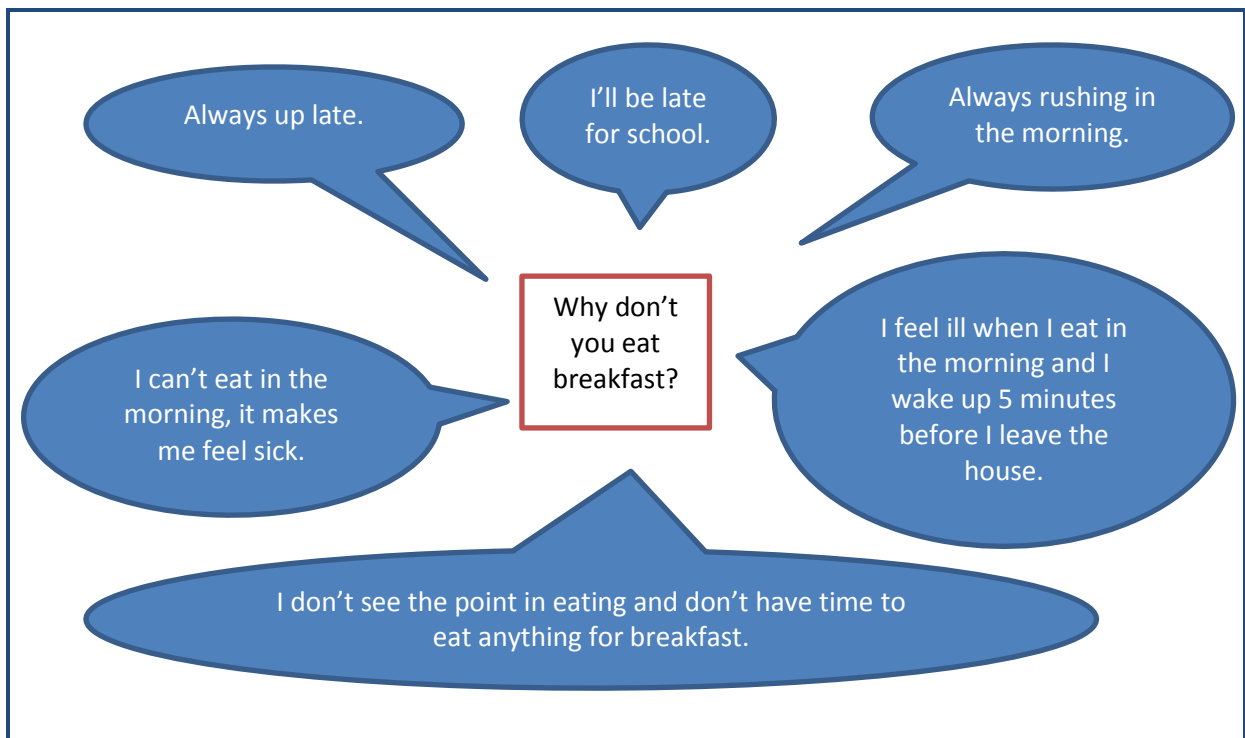 Always up late.
I'll be late
for school.
Always rushing in
the morning.
Why don't
you eat
breakfast?
I can't eat in the
morning, it makes
me feel sick.
I feel ill when I eat in
the morning and I
wake up 5 minutes
before I leave the
house.
I don't see the point in eating and don't have time to
eat anything for breakfast.